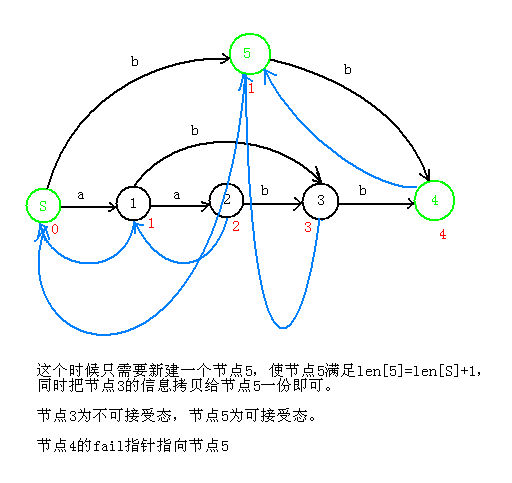 5
b
b
1
b
S
a
1
a
2
b
3
b
4
0
1
2
3
4
这个时候只需要新建一个节点5，使节点5满足len[5]=len[S]+1，
同时把节点3的信息拷贝给节点5一份即可。
节点3为不可接受态，节点5为可接受态。
节点4的fail指针指向节点5